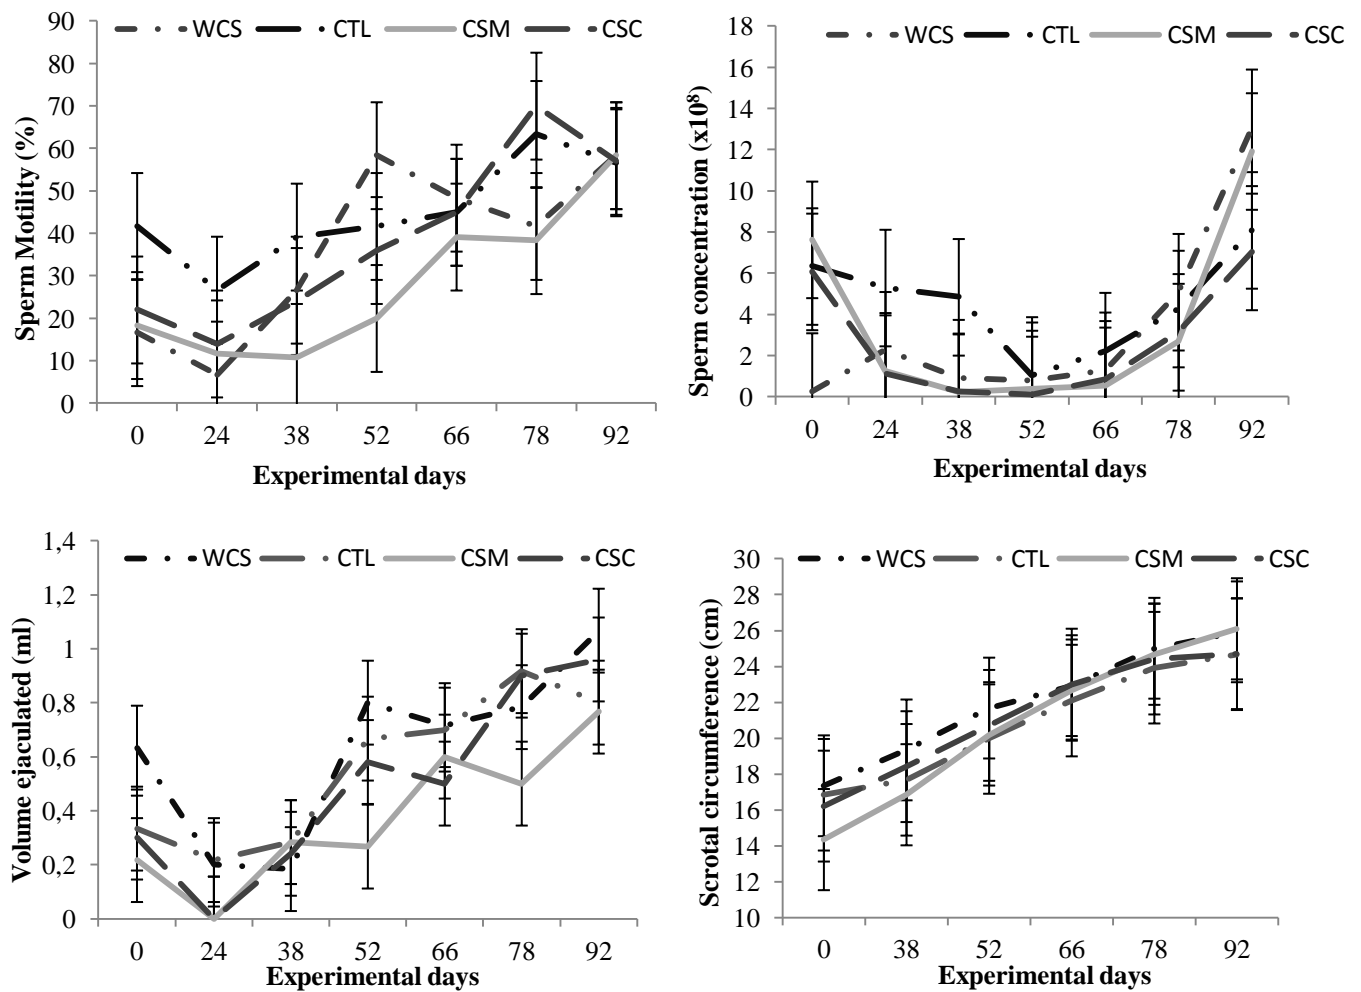 WCS CTL CSM CSC
90
80
70
60
50
40
30
20
10
0
Sperm Motility (%)
0 24 38 52 66 78 92
Experimental days
WCS CTL CSM CSC
18
16
14
12
10
8
6
4
2
0
Sperm concentration (x10⁸)
0 24 38 52 66 78 92
Experimental days
WCS CTL CSM CSC
1,4
1,2
1
0,8
0,6
0,4
0,2
0
Volume ejaculated (ml)
0 24 38 52 66 78 92
Experimental days
WCS CTL CSM CSC
30
28
26
24
22
20
18
16
14
12
10
Scrotal circumference (cm)
0 38 52 66 78 92
Experimental days